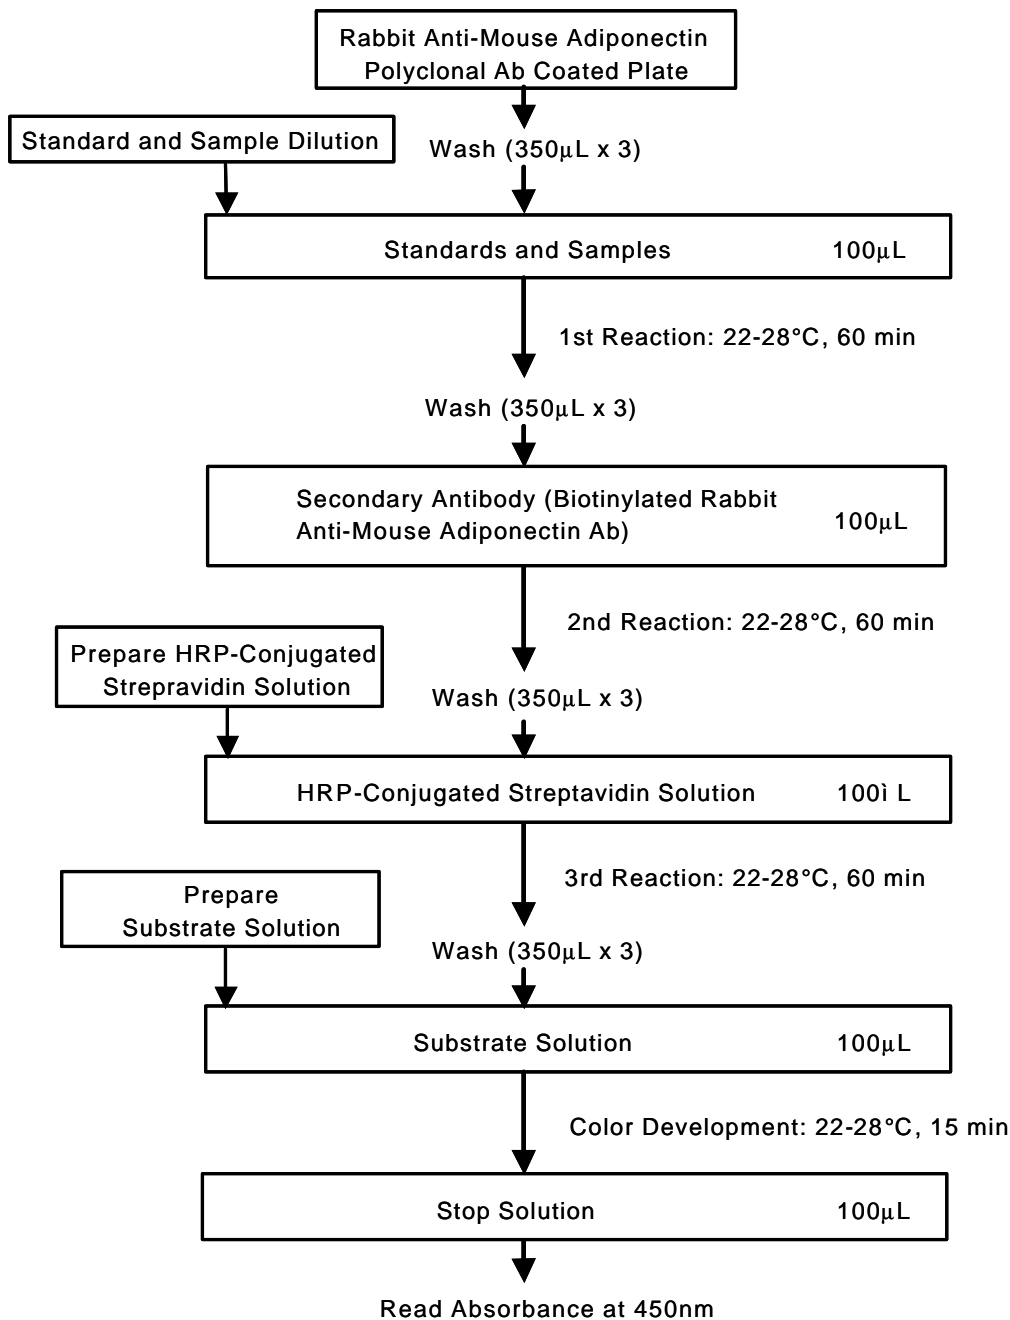 Rabbit Anti-Mouse Adiponectin
Polyclonal Ab Coated Plate
Standard and Sample Dilution
Wash (350μL x 3)
Standards and Samples 100μL
1st Reaction: 22-28°C, 60 min
Wash (350μL x 3)
Secondary Antibody (Biotinylated Rabbit
Anti-Mouse Adiponectin Ab) 100μL
2nd Reaction: 22-28°C, 60 min
Prepare HRP-Conjugated
Strepravidin Solution
Wash (350μL x 3)
HRP-Conjugated Streptavidin Solution 100ì L
3rd Reaction: 22-28°C, 60 min
Prepare
Substrate Solution
Wash (350μL x 3)
Substrate Solution 100μL
Color Development: 22-28°C, 15 min
Stop Solution 100μL
Read Absorbance at 450nm